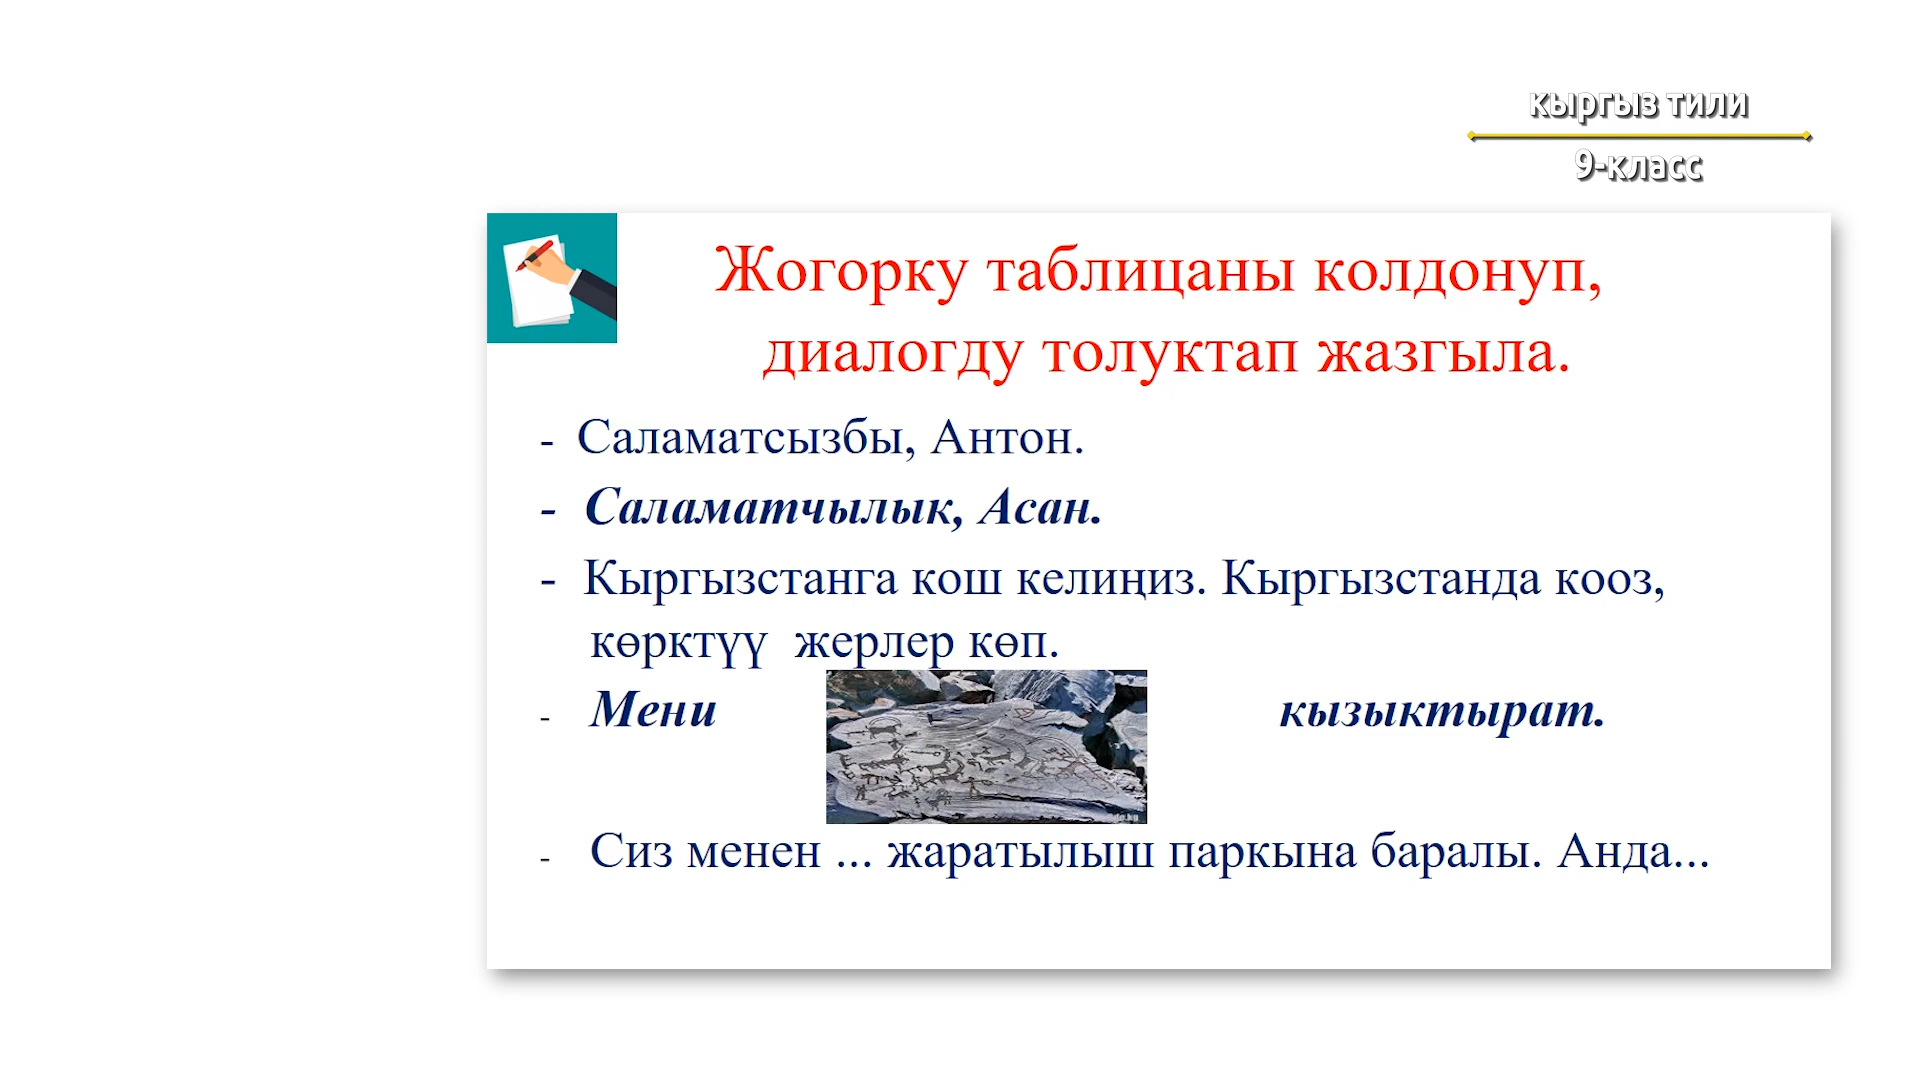 кыргыз тили
9-класс
Жогорку таблицаны колдонуп,
диалогду толуктап жазгыла.
- Саламатсызбы, Антон.
- Саламатчылык, Асан.
- Кыргызстанга кош келиңиз. Кыргызстанда кооз,
көрктүү жерлер көп.
- Мени кызыктырат.
- Сиз менен ... жаратылыш паркына баралы. Анда...